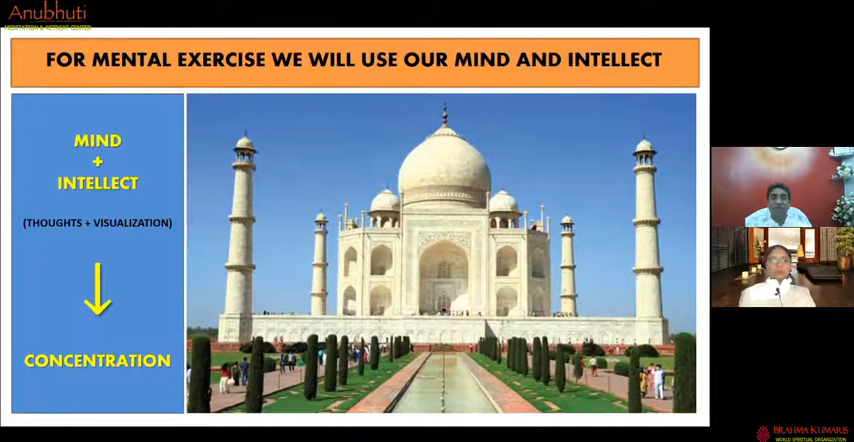 Anubhuti
MEDITATION & RETREAT CENTER
FOR MENTAL EXERCISE WE WILL USE OUR MIND AND INTELLECT
MIND
+
INTELLECT
(THOUGHTS + VISUALIZATION)
CONCENTRATION
BRAHMA KUMARIS
WORLD SPIRITUAL ORGANIZATION